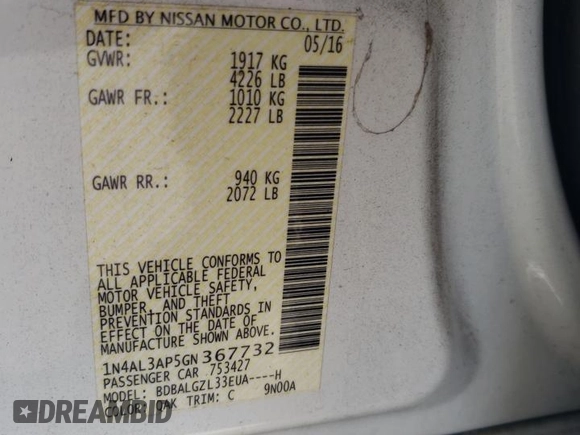 MFD BY NISSAN MOTOR CO., LTD.
DATE: 05/16
GVWR: 1917 KG
4226 LB
GAWR FR.: 1010 KG
2227 LB
GAWR RR.: 940 KG
2072 LB
THIS VEHICLE CONFORMS TO
ALL APPLICABLE FEDERAL
MOTOR VEHICLE SAFETY,
BUMPER, AND THEFT
PREVENTION STANDARDS IN
EFFECT ON THE DATE OF
MANUFACTURE SHOWN ABOVE.
1N4AL3AP5GN367732
PASSENGER CAR 753427
MODEL: BDBALGZL33EUA----H
COLOR: QAK TRIM: C 9N00A
DREAMBID